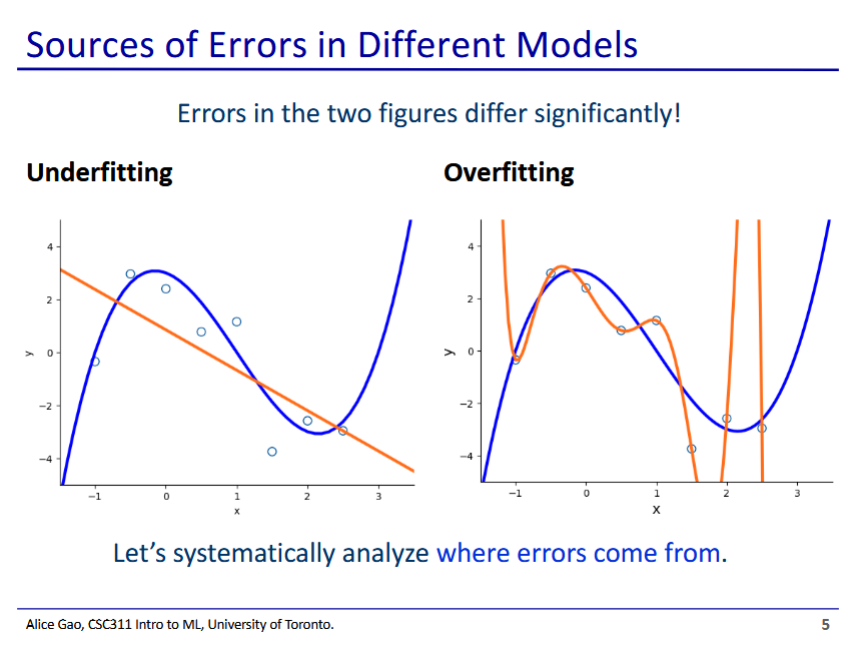 Sources of Errors in Different Models
Errors in the two figures differ significantly!
Underfitting
Overfitting
4
2
0
−2
−4
y
−1
0
1
2
3
x
4
2
0
−2
−4
y
−1
0
1
2
3
x
Let's systematically analyze where errors come from.
Alice Gao, CSC311 Intro to ML, University of Toronto.
5